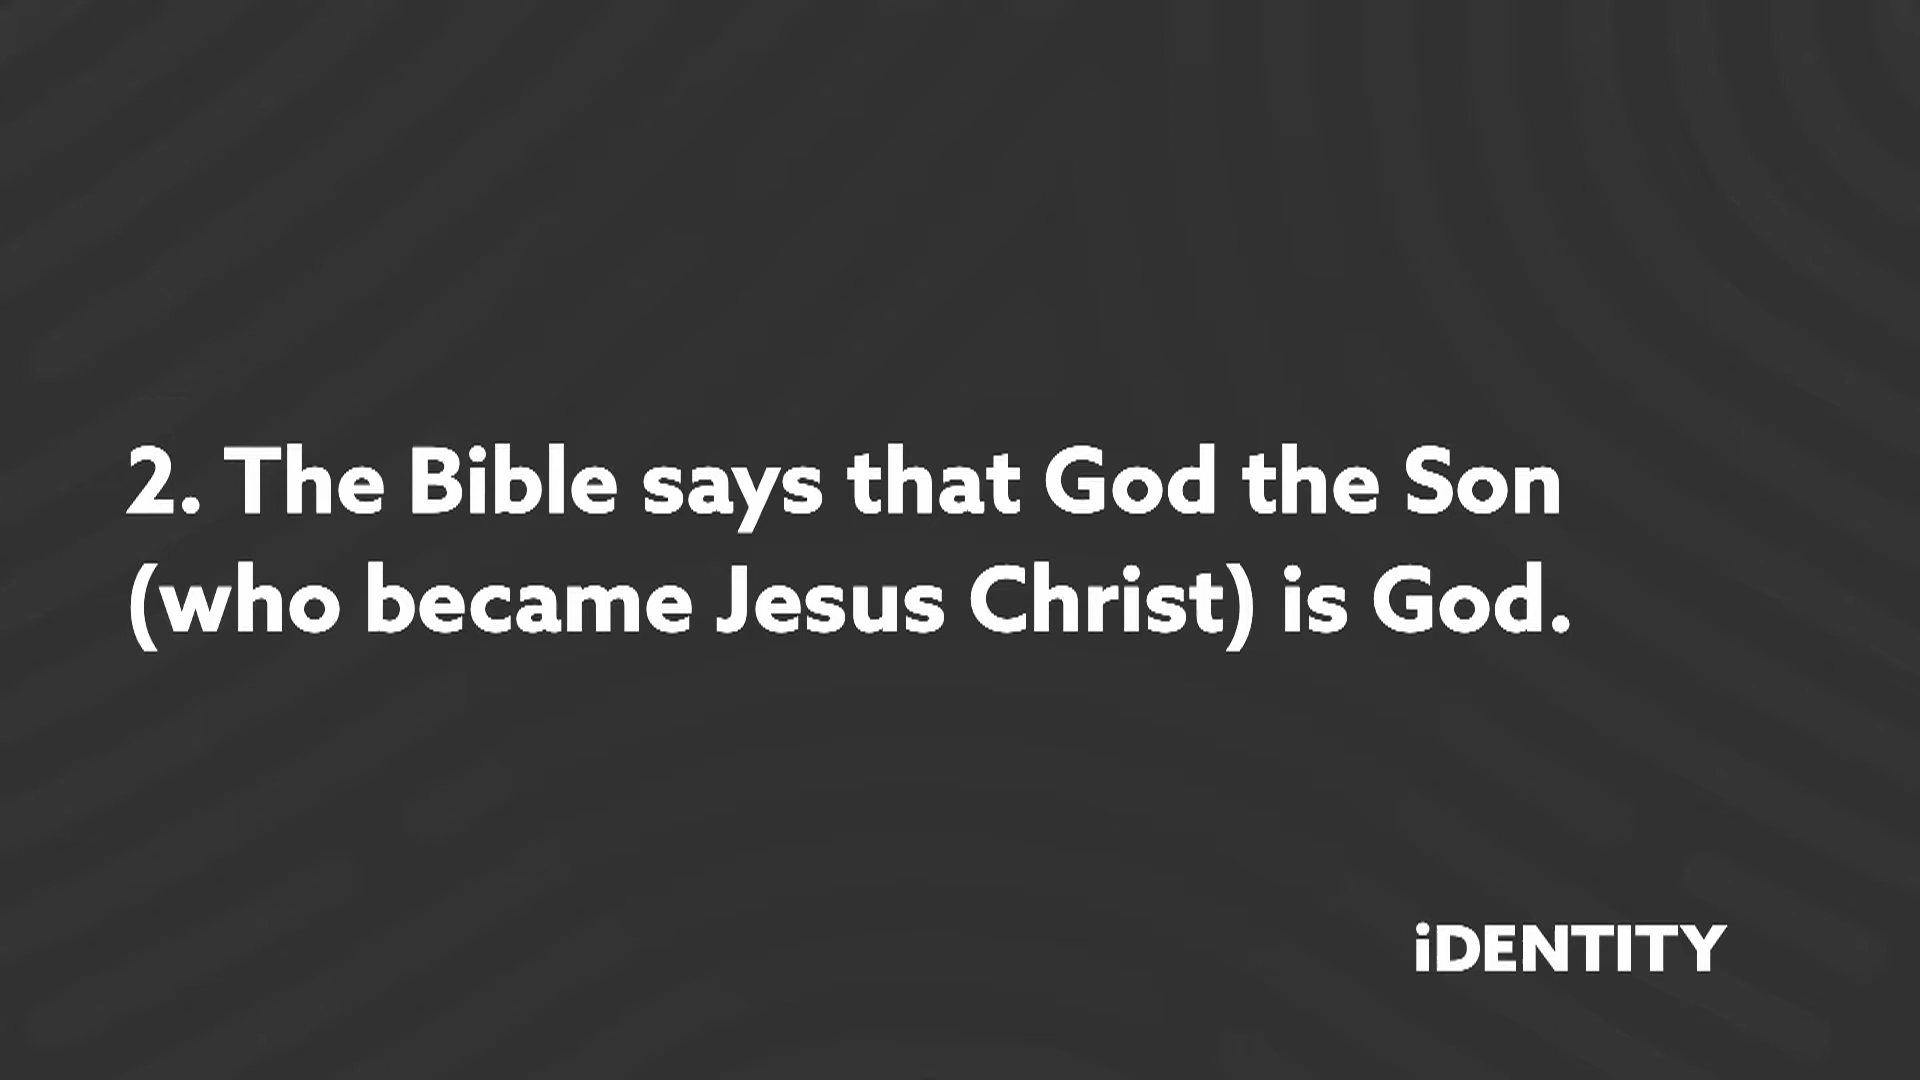 2. The Bible says that God the Son
(who became Jesus Christ) is God.
iDENTITY